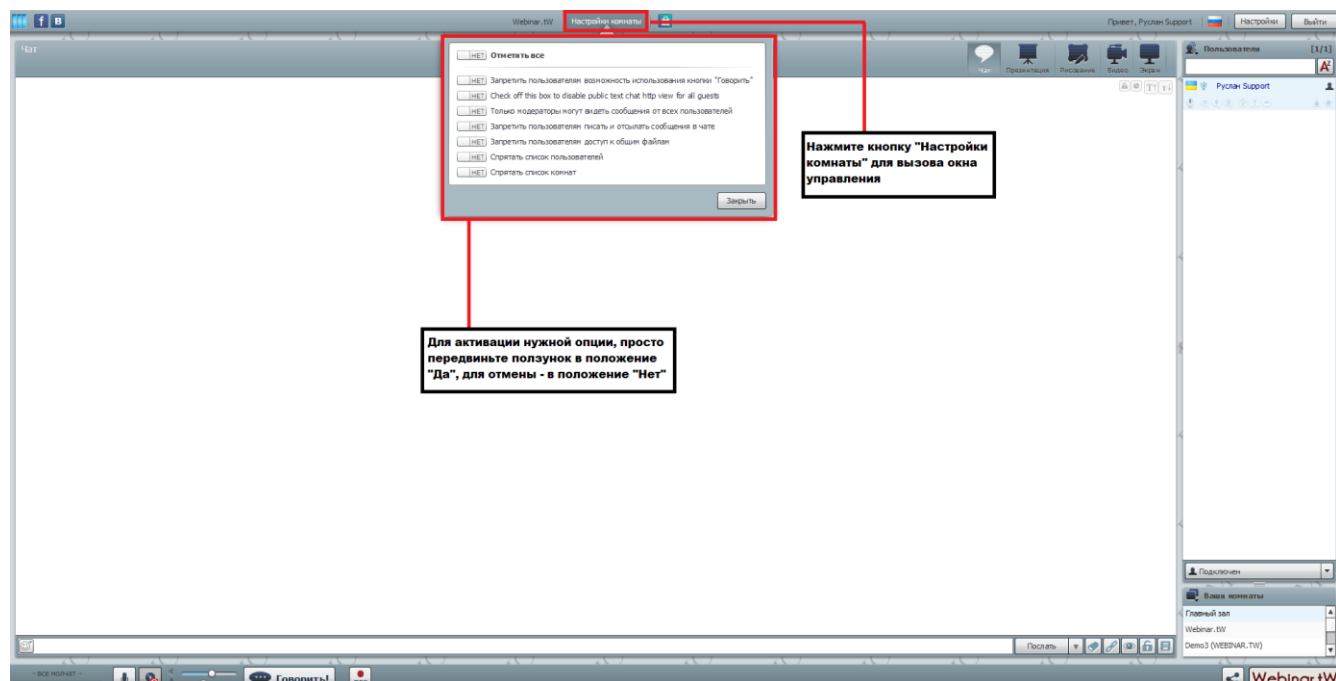 Webinar.tW Настройки комнаты
Привет, Руслан Support Настройки Выйти
Чат
Чат Презентация Рисование Видео Экран
Пользователи [1/1]
НЕТ Отметить все
НЕТ Запретить пользователям возможность использования кнопки "Говорить"
НЕТ Check off this box to disable public text chat http view for all guests
НЕТ Только модераторы могут видеть сообщения от всех пользователей
НЕТ Запретить пользователям писать и отсылать сообщения в чате
НЕТ Запретить пользователям доступ к общим файлам
НЕТ Спрятать список пользователей
НЕТ Спрятать список комнат
Закрыть
Руслан Support
Нажмите кнопку "Настройки
комнаты" для вызова окна
управления
Для активации нужной опции, просто
передвиньте ползунок в положение
"Да", для отмены - в положение "Нет"
Подключен
Ваши комнаты
Главный зал
Webinar.tW
Demo3 (WEBINAR.TW)
Послать
- все молчат -
Говорить!
Webinar.tW